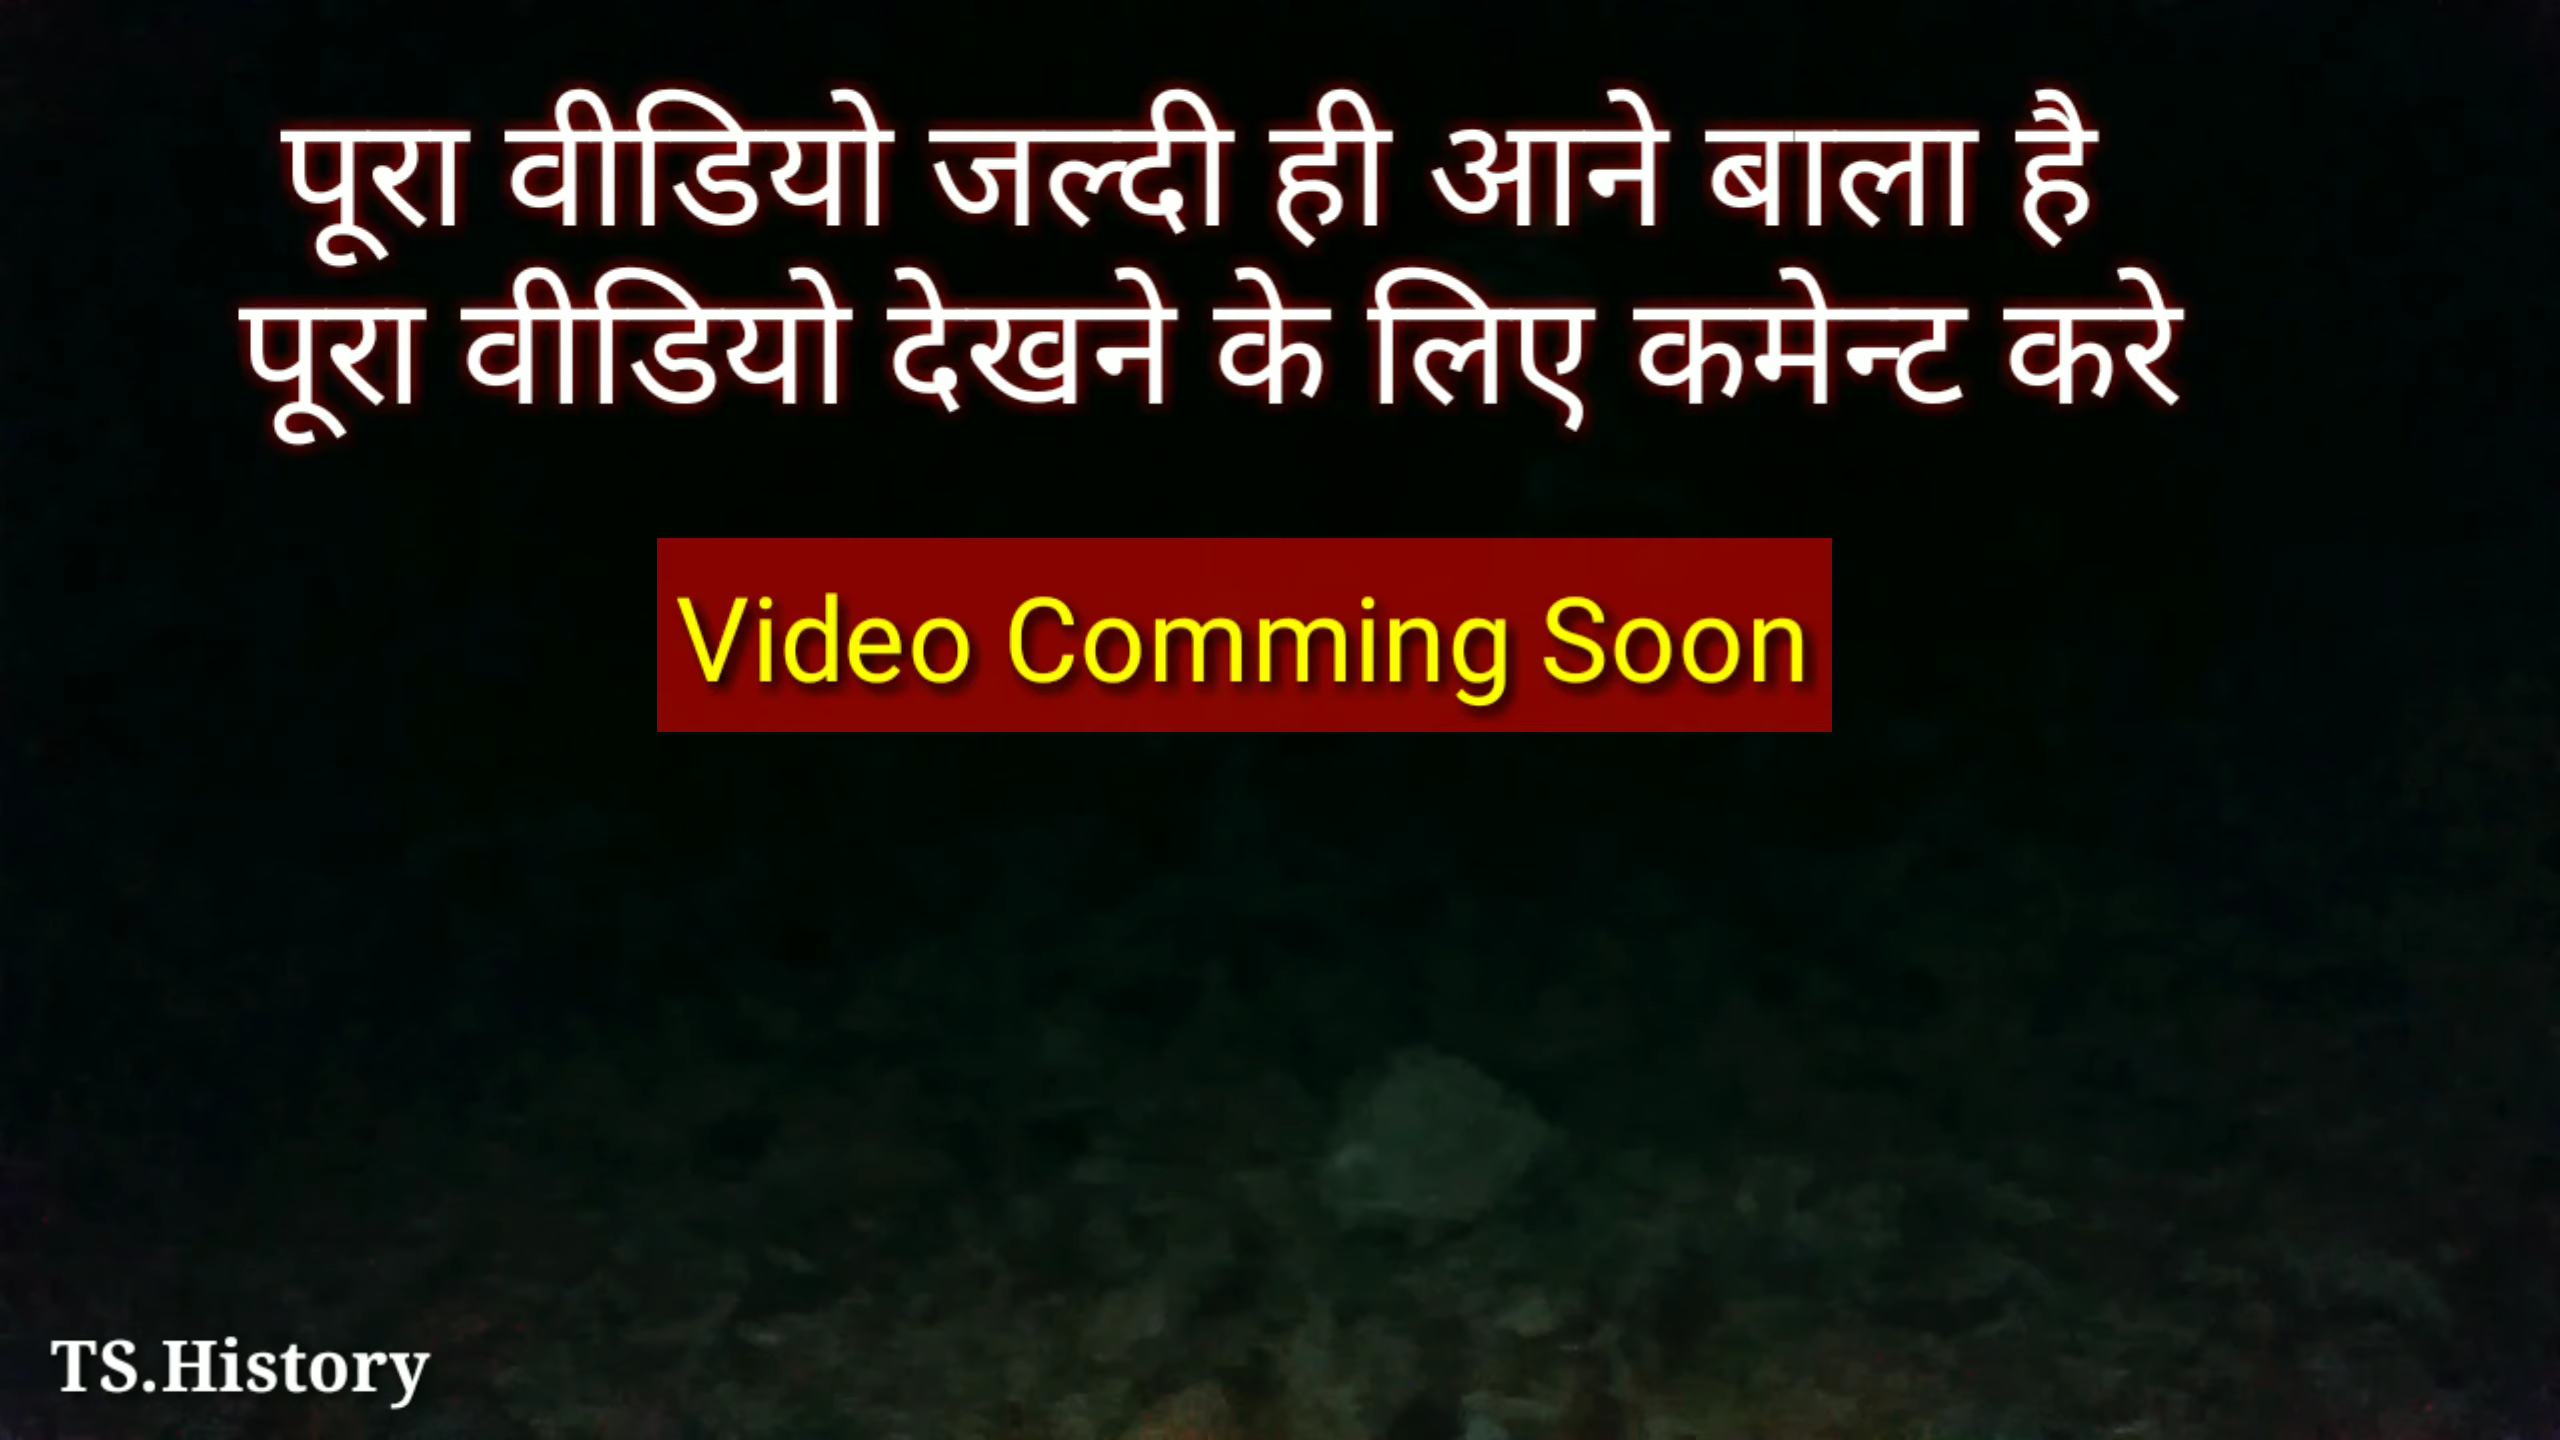 पूरा वीडियो जल्दी ही आने बाला है
पूरा वीडियो देखने के लिए कमेन्ट करे
Video Comming Soon
TS.History